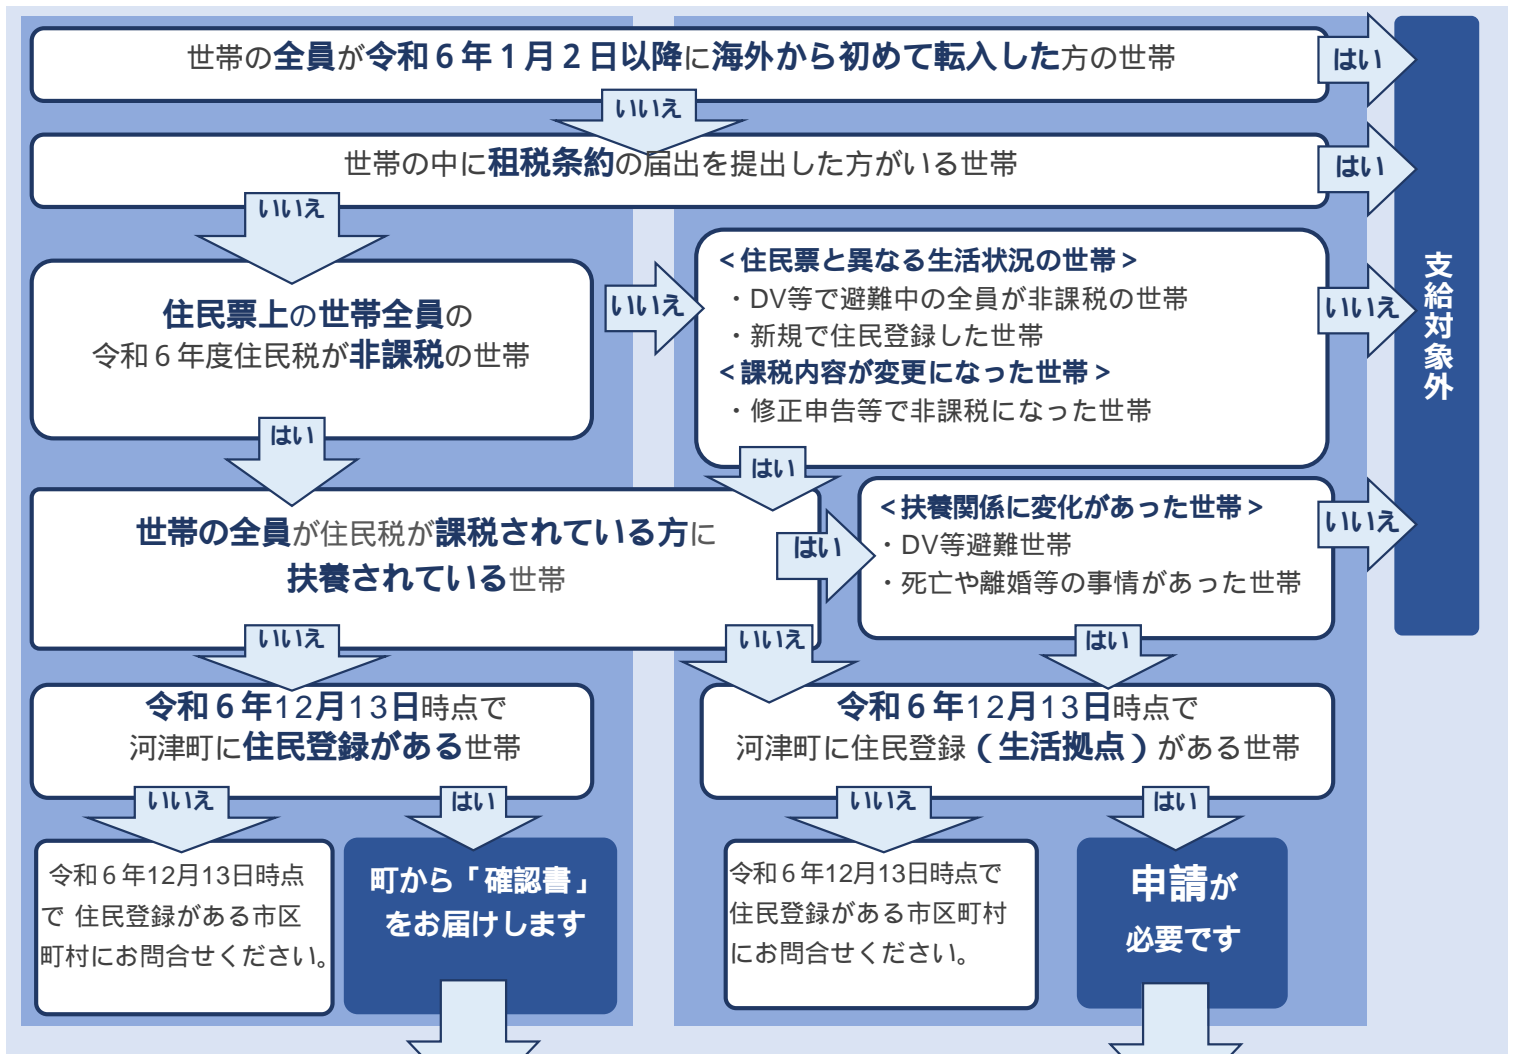 世帯の全員が令和６年１月２日以降に海外から初めて転入した方の世帯
はい
いいえ
世帯の中に租税条約の届出を提出した方がいる世帯
はい
いいえ
住民票上の世帯全員の
令和６年度住民税が非課税の世帯
いいえ
はい
＜住民票と異なる生活状況の世帯＞
・DV等で避難中の全員が非課税の世帯
・新規で住民登録した世帯
＜課税内容が変更になった世帯＞
・修正申告等で非課税になった世帯
いいえ
はい
支給対象外
世帯の全員が住民税が課税されている方に
扶養されている世帯
はい
いいえ
いいえ
＜扶養関係に変化があった世帯＞
・DV等避難世帯
・死亡や離婚等の事情があった世帯
いいえ
はい
令和６年12月13日時点で
河津町に住民登録がある世帯
いいえ
はい
令和６年12月13日時点で
河津町に住民登録（生活拠点）がある世帯
いいえ
はい
令和６年12月13日時点
で 住民登録がある市区
町村にお問合せください。
町から「確認書」
をお届けします
令和６年12月13日時点で
住民登録がある市区町村
にお問合せください。
申請が
必要です